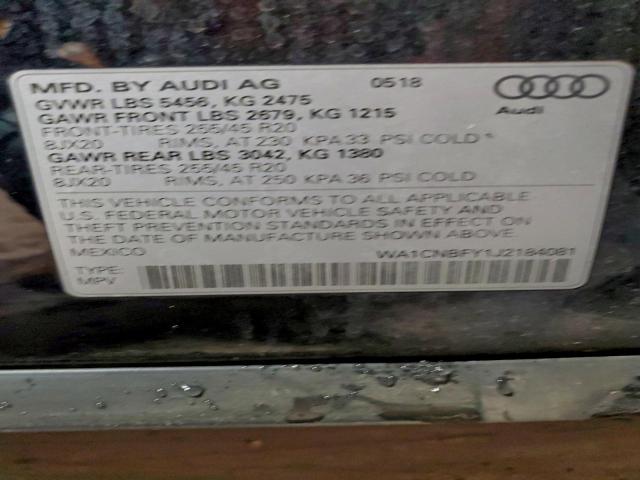 MFD. BY AUDI AG 0518
GVWR LBS 5456, KG 2475
GAWR FRONT LBS 2679, KG 1215
FRONT-TIRES 255/45 R20
8JX20 RIMS, AT 230 KPA 33 PSI COLD
GAWR REAR LBS 3042, KG 1380
REAR-TIRES 255/45 R20
8JX20 RIMS, AT 250 KPA 36 PSI COLD
Audi
THIS VEHICLE CONFORMS TO ALL APPLICABLE
U.S. FEDERAL MOTOR VEHICLE SAFETY AND
THEFT PREVENTION STANDARDS IN EFFECT ON
DATE OF MANUFACTURE SHOWN ABOVE.
MEXICO WA1CNBFY1J2184081
TYPE:
MPV